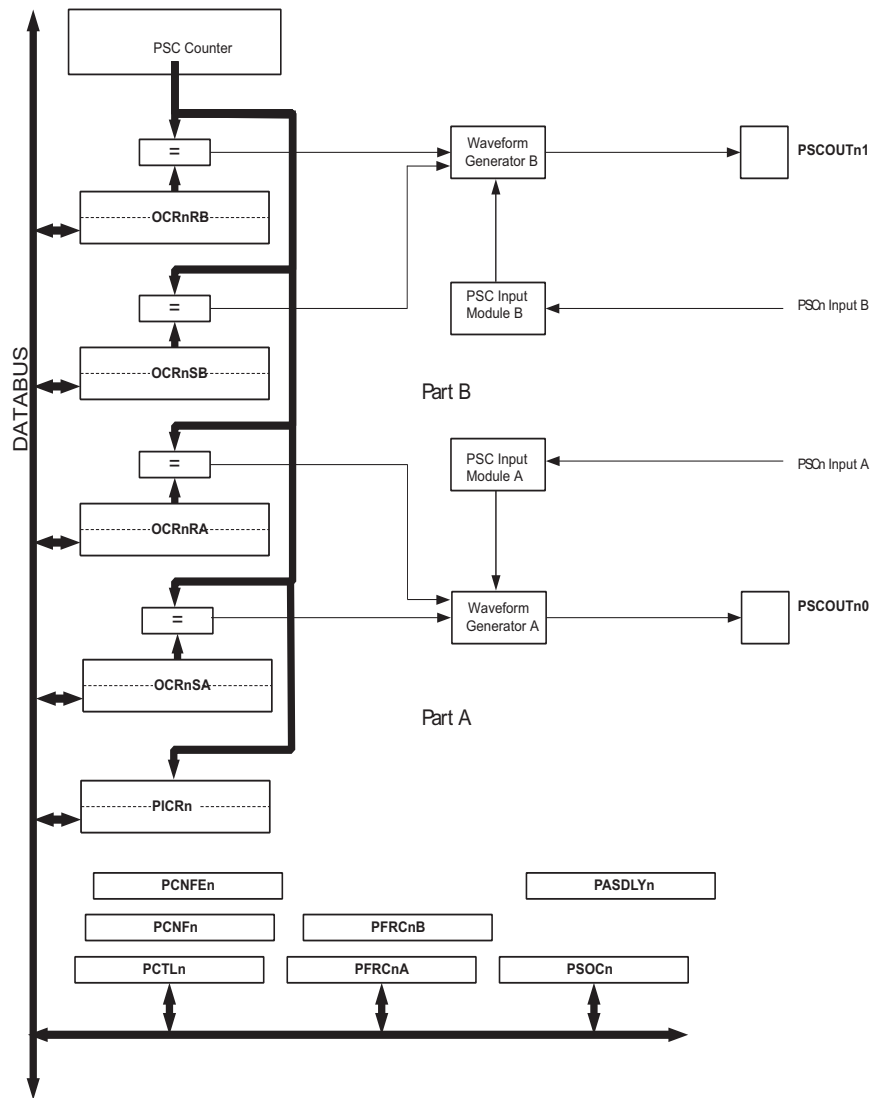 PSC Counter
=
Waveform
Generator B
PSCOUTn1
OCRnRB
PSC Input
Module B
PSCn Input B
=
OCRnSB
Part B
DATABUS
=
PSC Input
Module A
PSCn Input A
OCRnRA
=
Waveform
Generator A
PSCOUTn0
OCRnSA
Part A
PICRn
PCNFEn
PASDLYn
PCNFn
PFRCnB
PCTLn
PFRCnA
PSOCn